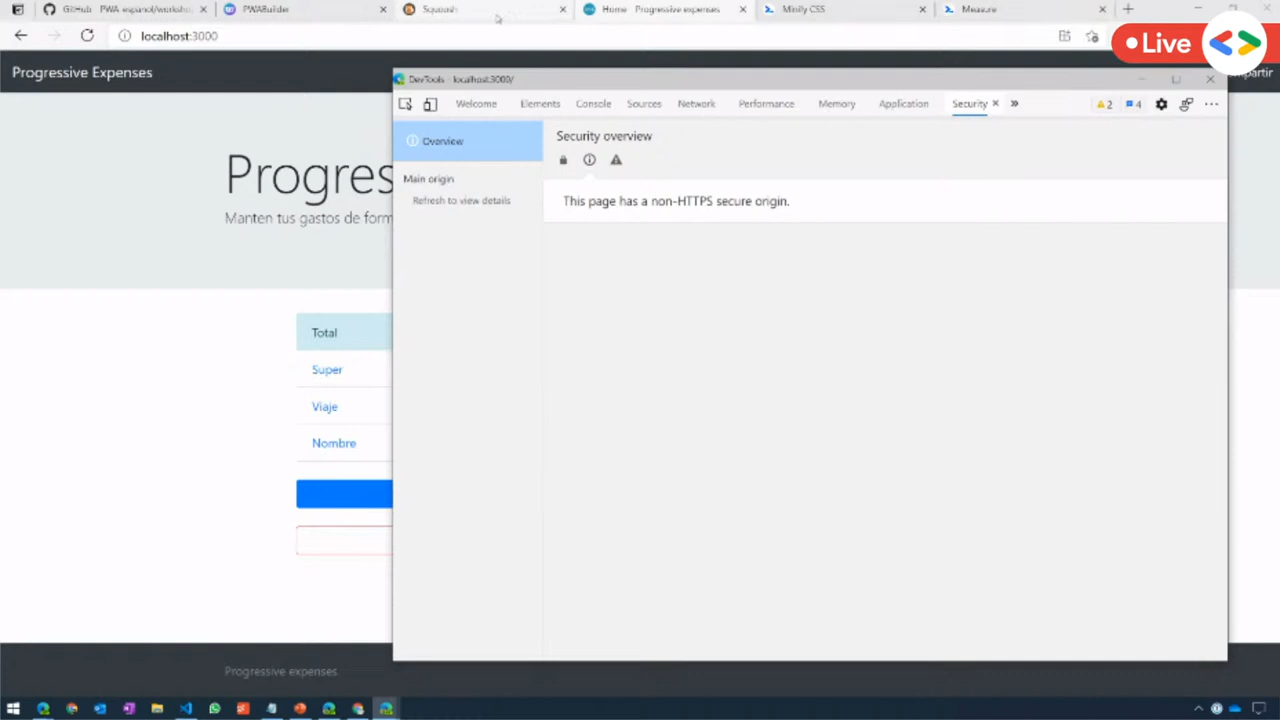 GitHub PWA espanol/worksho
PWABuilder
Squoosh
Home Progressive expenses
Minify CSS
Measure
localhost:3000
Live
Progressive Expenses
mpartir
DevTools - localhost:3000/
Welcome
Elements
Console
Sources
Network
Performance
Memory
Application
Security
2
4
Overview
Security overview
Main origin
Refresh to view details
This page has a non-HTTPS secure origin.
Progres
Manten tus gastos de form
Total
Super
Viaje
Nombre
Progressive expenses